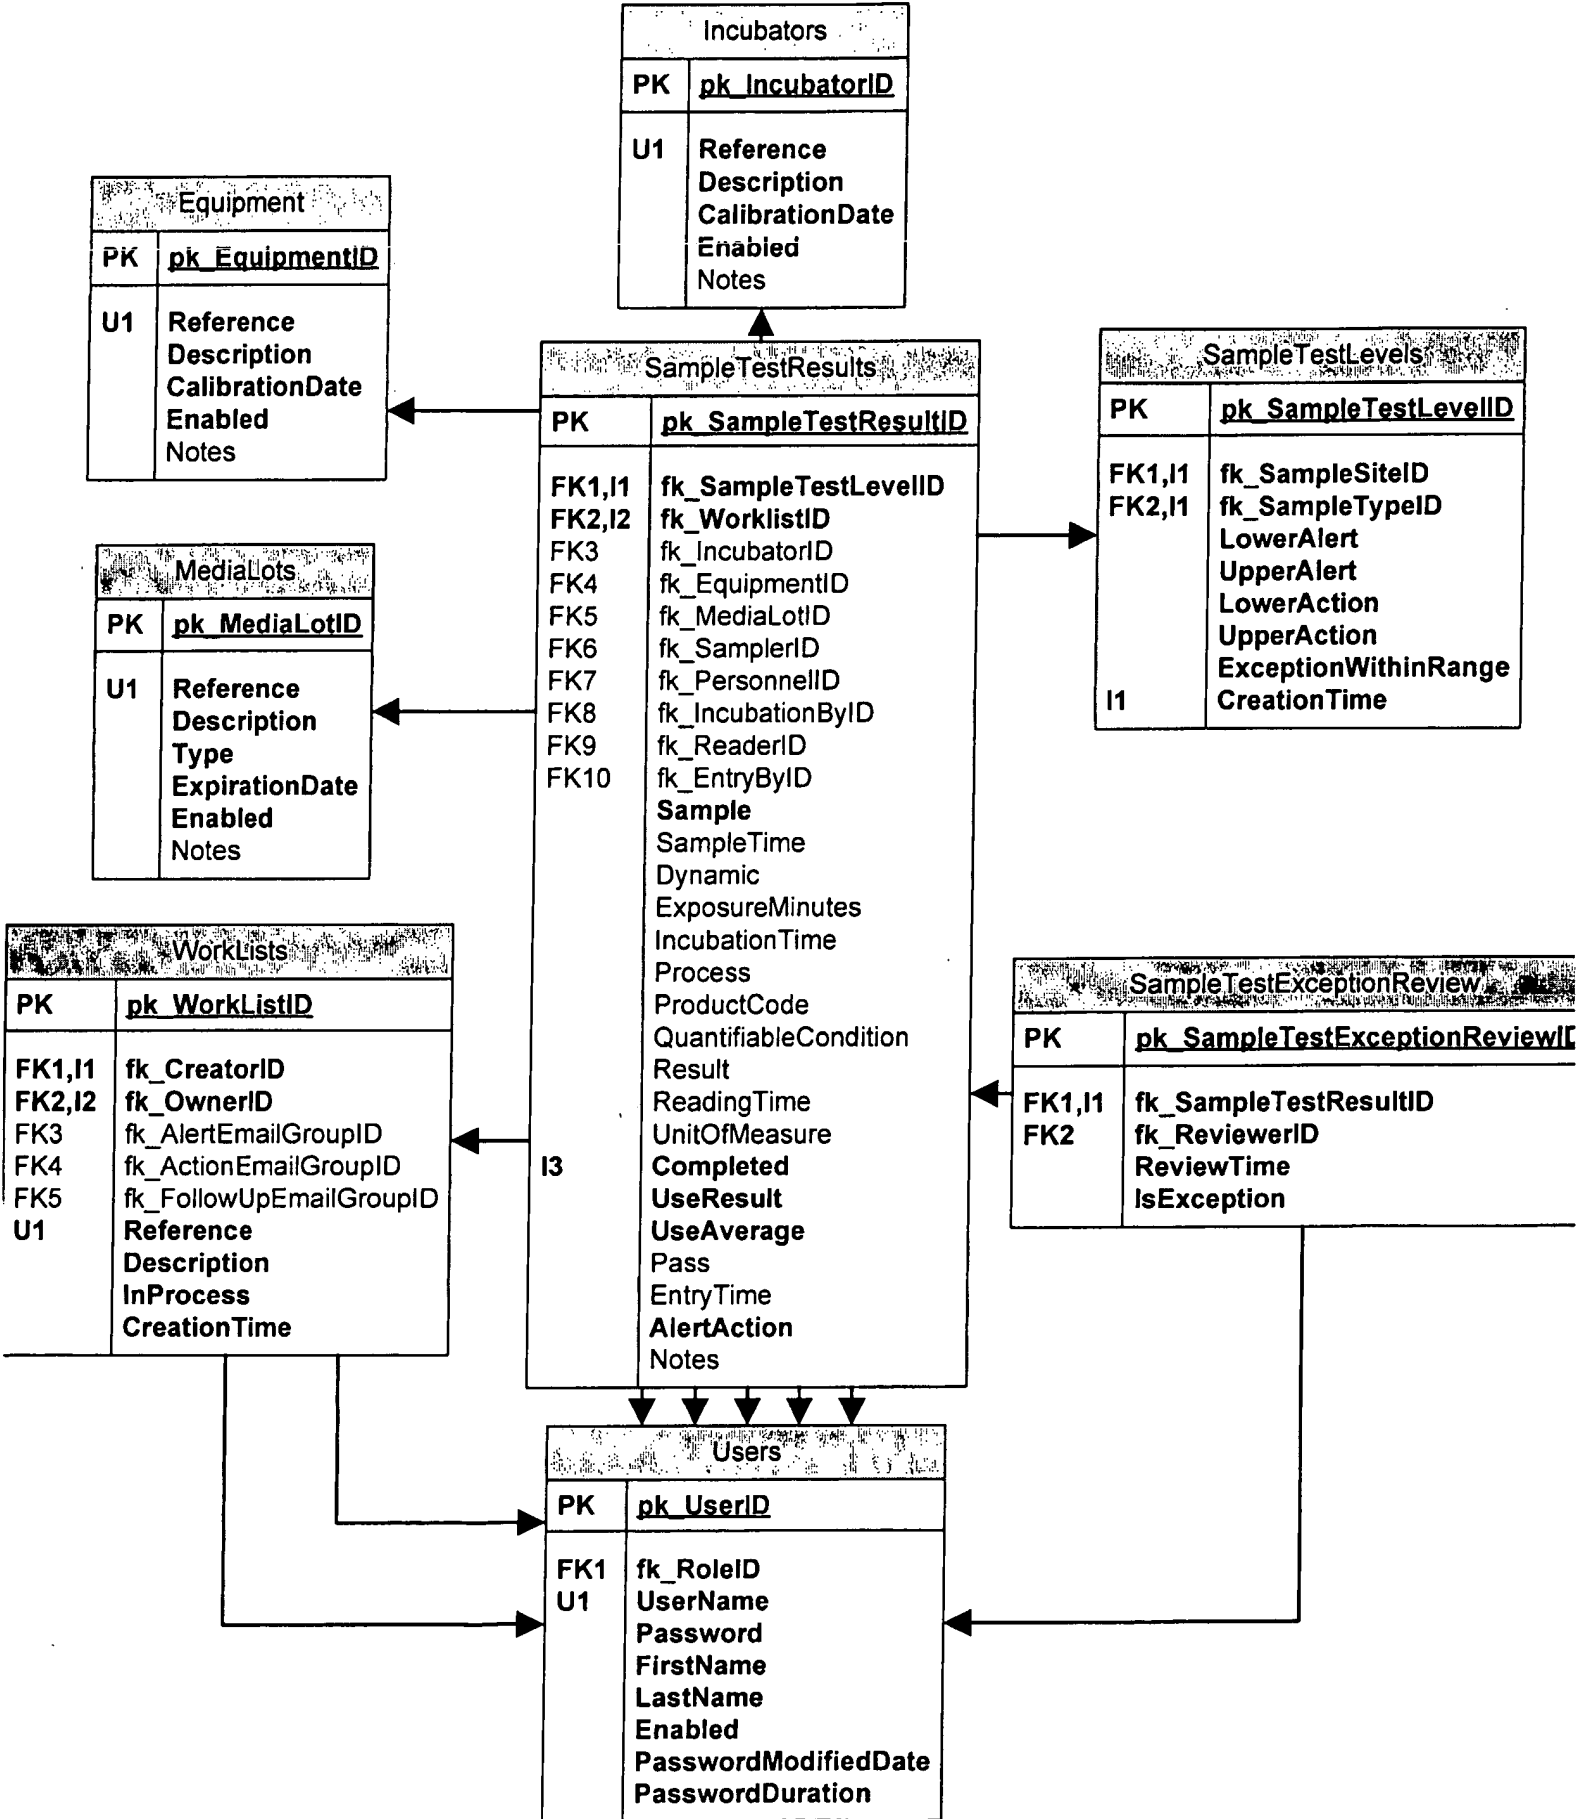 Incubators
PK pk_IncubatorID
U1 Reference
Description
CalibrationDate
Enabled
Notes
Equipment
PK pk_EquipmentID
U1 Reference
Description
CalibrationDate
Enabled
Notes
SampleTestResults
PK pk_SampleTestResultID
FK1,I1 fk_SampleTestLevelID
FK2,I2 fk_WorklistID
FK3 fk_IncubatorID
FK4 fk_EquipmentID
FK5 fk_MediaLotID
FK6 fk_SamplerID
FK7 fk_PersonnelID
FK8 fk_IncubationByID
FK9 fk_ReaderID
FK10 fk_EntryByID
Sample
SampleTime
Dynamic
ExposureMinutes
IncubationTime
Process
ProductCode
QuantifiableCondition
Result
ReadingTime
UnitOfMeasure
I3 Completed
UseResult
UseAverage
Pass
EntryTime
AlertAction
Notes
SampleTestLevels
PK pk_SampleTestLevelID
FK1,I1 fk_SampleSiteID
FK2,I1 fk_SampleTypeID
LowerAlert
UpperAlert
LowerAction
UpperAction
ExceptionWithinRange
I1 CreationTime
MediaLots
PK pk_MediaLotID
U1 Reference
Description
Type
ExpirationDate
Enabled
Notes
WorkLists
PK pk_WorkListID
FK1,I1 fk_CreatorID
FK2,I2 fk_OwnerID
FK3 fk_AlertEmailGroupID
FK4 fk_ActionEmailGroupID
FK5 fk_FollowUpEmailGroupID
U1 Reference
Description
InProcess
CreationTime
SampleTestExceptionReview
PK pk_SampleTestExceptionReviewID
FK1,I1 fk_SampleTestResultID
FK2 fk_ReviewerID
ReviewTime
IsException
Users
PK pk_UserID
FK1 fk_RoleID
U1 UserName
Password
FirstName
LastName
Enabled
PasswordModifiedDate
PasswordDuration